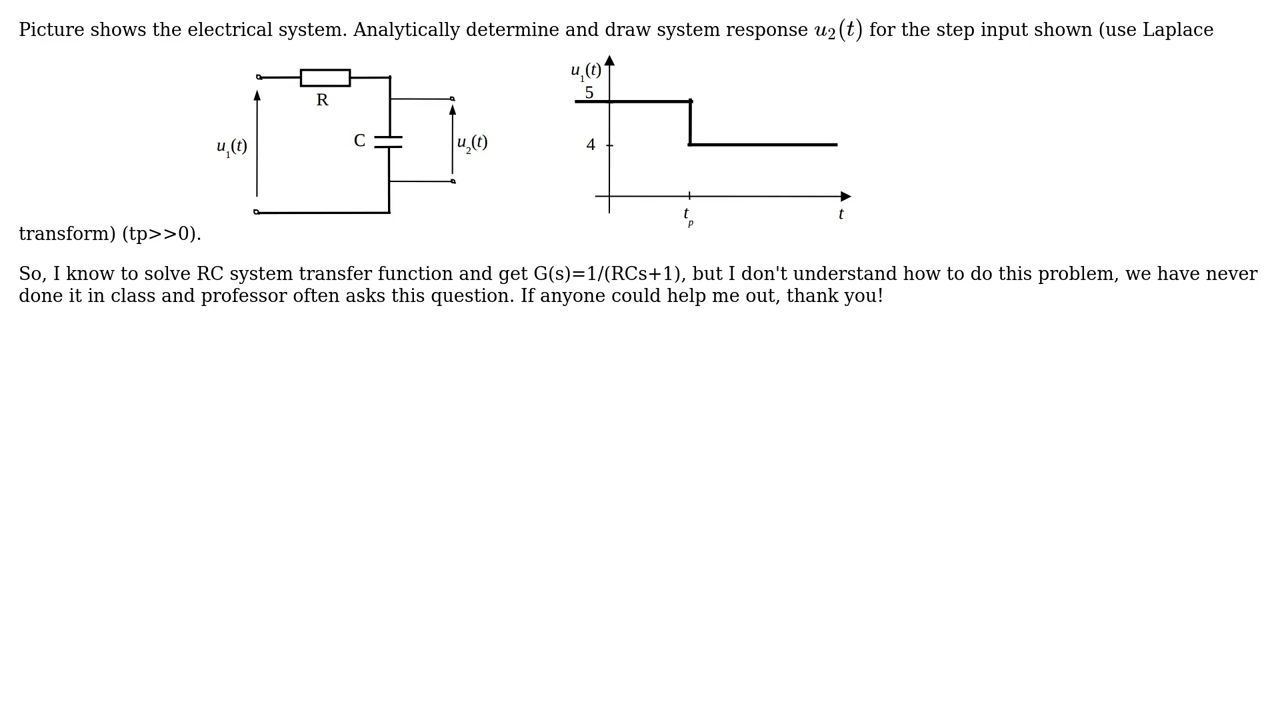 Picture shows the electrical system. Analytically determine and draw system response u₂(t) for the step input shown (use Laplace
R
C
u₁(t)
u₂(t)
u₁(t)
5
4
tₚ
t
transform) (tp>>0).
So, I know to solve RC system transfer function and get G(s)=1/(RCs+1), but I don't understand how to do this problem, we have never
done it in class and professor often asks this question. If anyone could help me out, thank you!